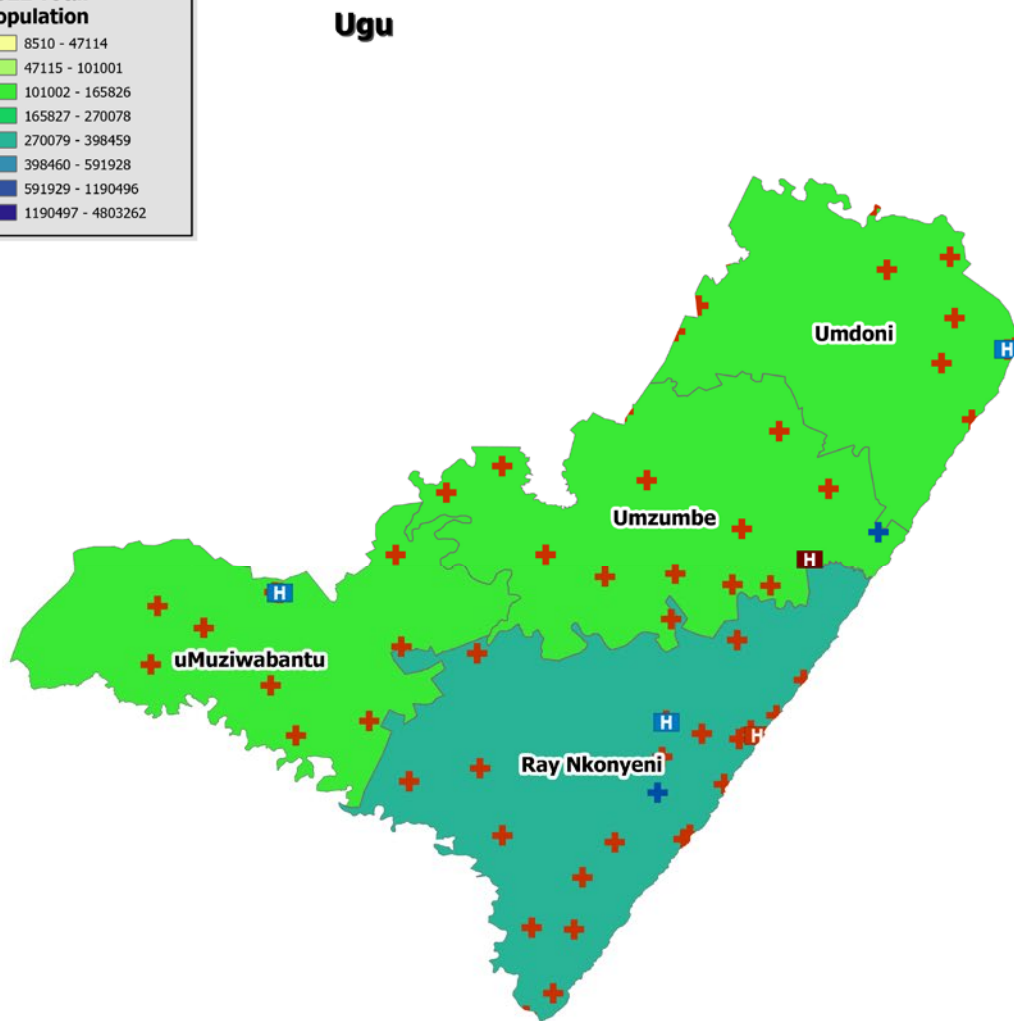 Ugu
opulation
8510 - 47114
47115 - 101001
101002 - 165826
165827 - 270078
270079 - 398459
398460 - 591928
591929 - 1190496
1190497 - 4803262
Umdoni
H
Umzumbe
H
H
uMuziwabantu
H
H
Ray Nkonyeni